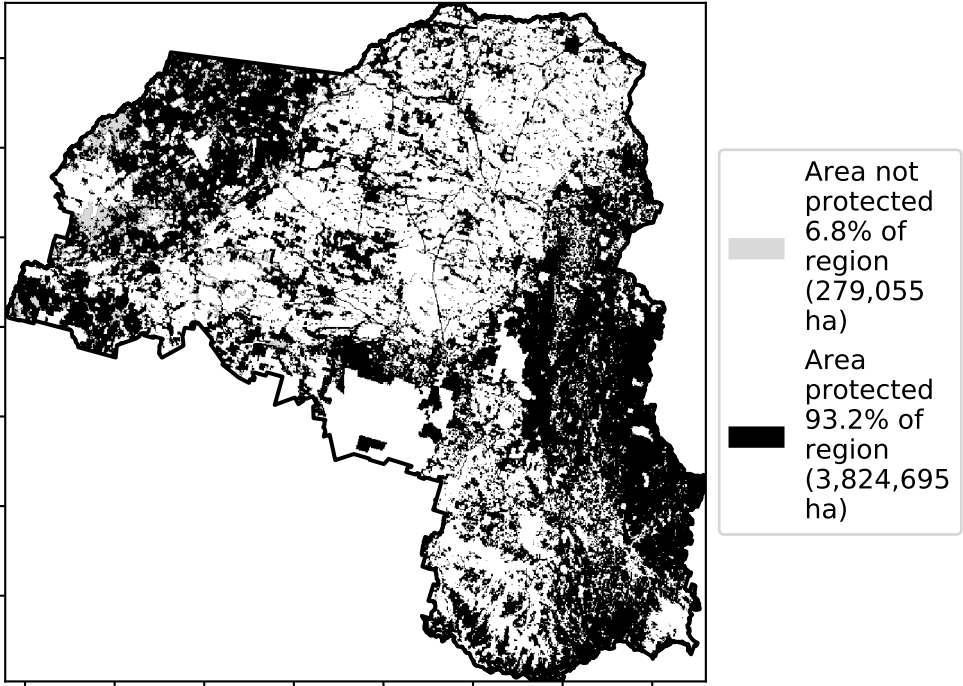 Area not
protected
6.8% of
region
(279,055
ha)
Area
protected
93.2% of
region
(3,824,695
ha)